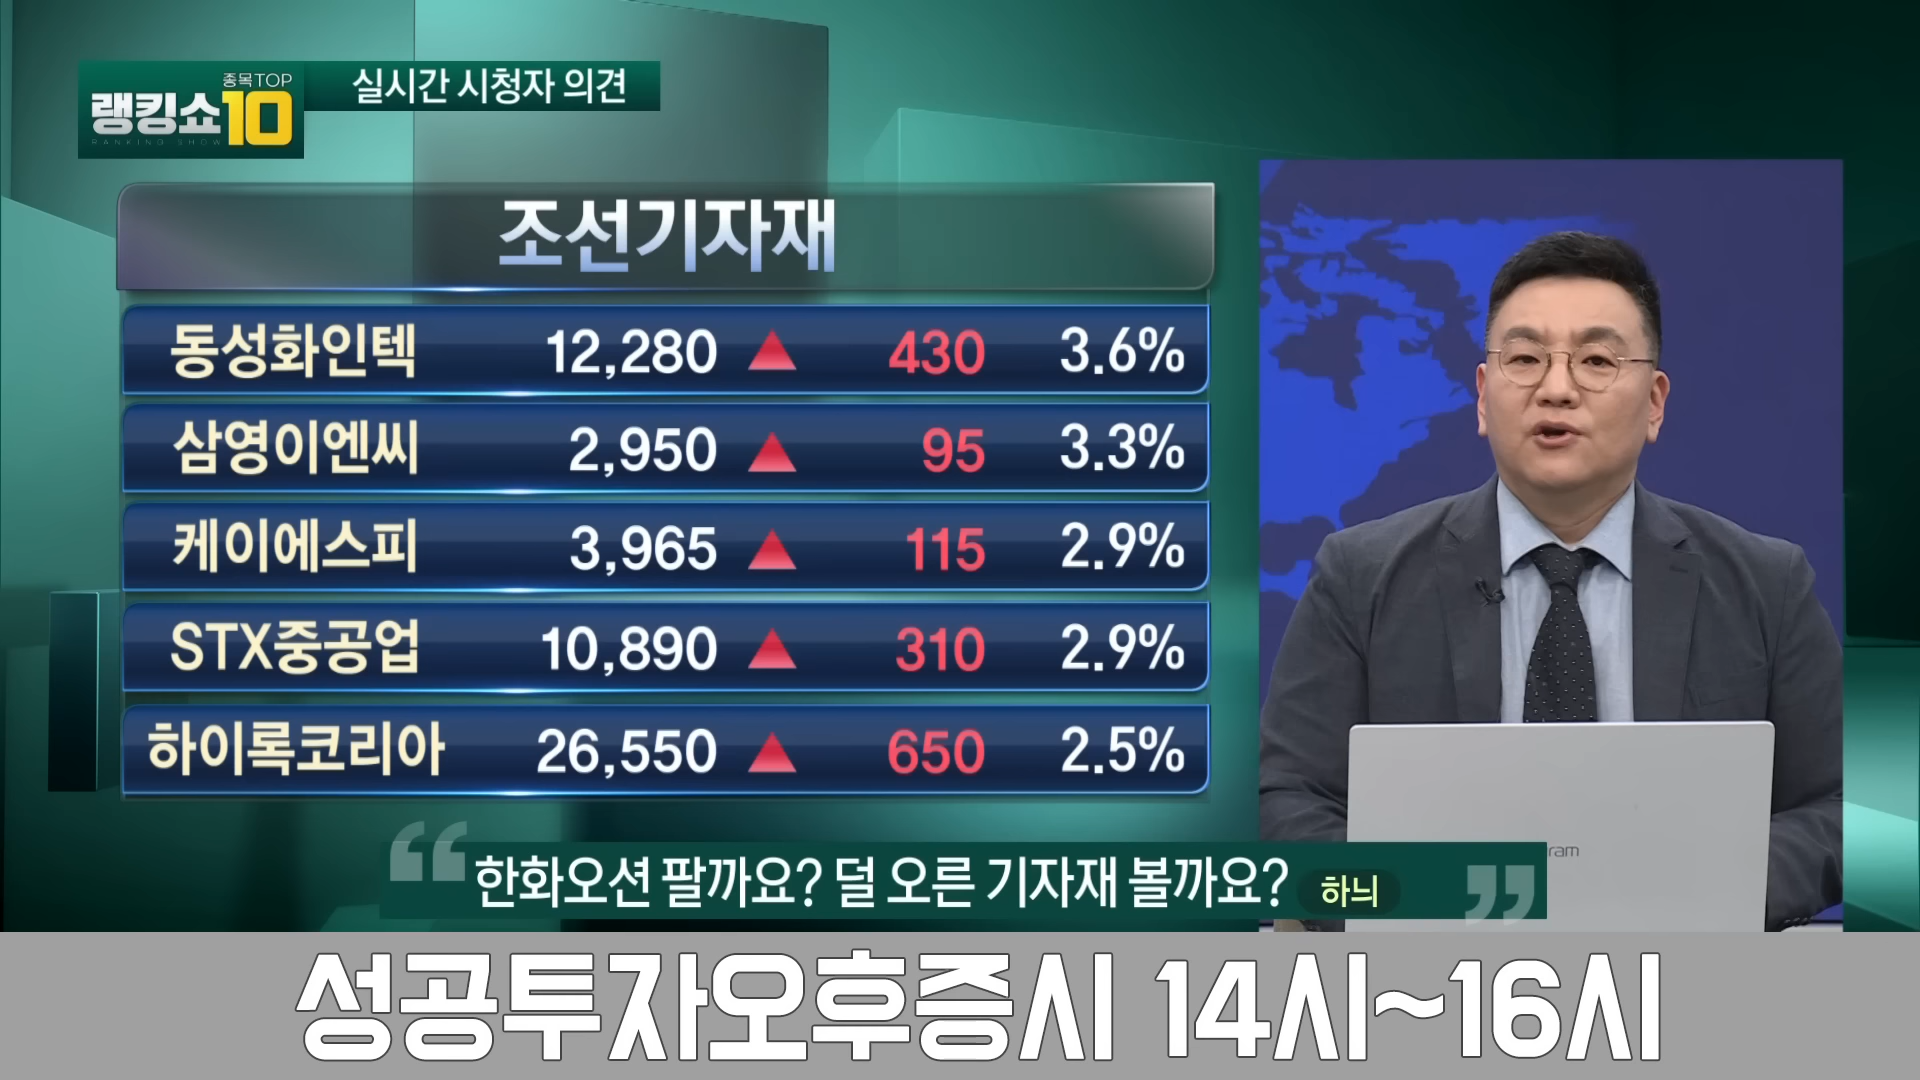 종목TOP
랭킹쇼10
RANKING SHOW
실시간 시청자 의견
조선기자재
동성화인텍 12,280 ▲ 430 3.6%
삼영이엔씨 2,950 ▲ 95 3.3%
케이에스피 3,965 ▲ 115 2.9%
STX중공업 10,890 ▲ 310 2.9%
하이록코리아 26,550 ▲ 650 2.5%
ram
“한화오션 팔까요? 덜 오른 기자재 볼까요? 하늬”
성공투자오후증시 14시~16시